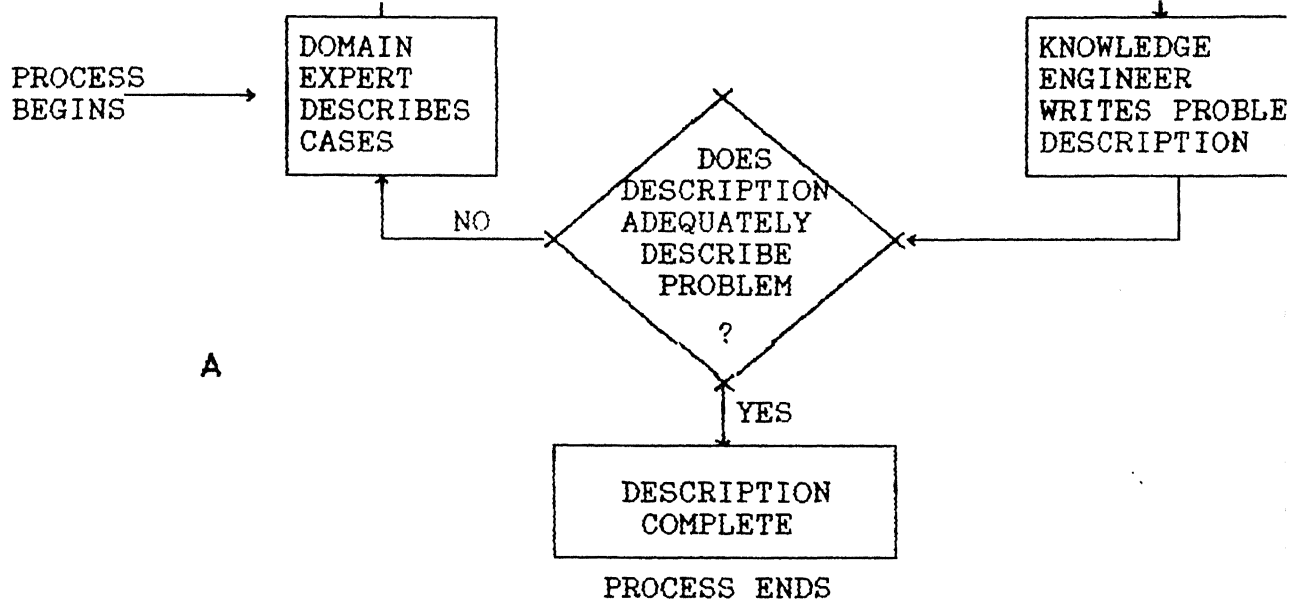 PROCESS
BEGINS
DOMAIN
EXPERT
DESCRIBES
CASES
KNOWLEDGE
ENGINEER
WRITES PROBLE
DESCRIPTION
DOES
DESCRIPTION
ADEQUATELY
DESCRIBE
PROBLEM
?
NO
YES
A
DESCRIPTION
COMPLETE
PROCESS ENDS